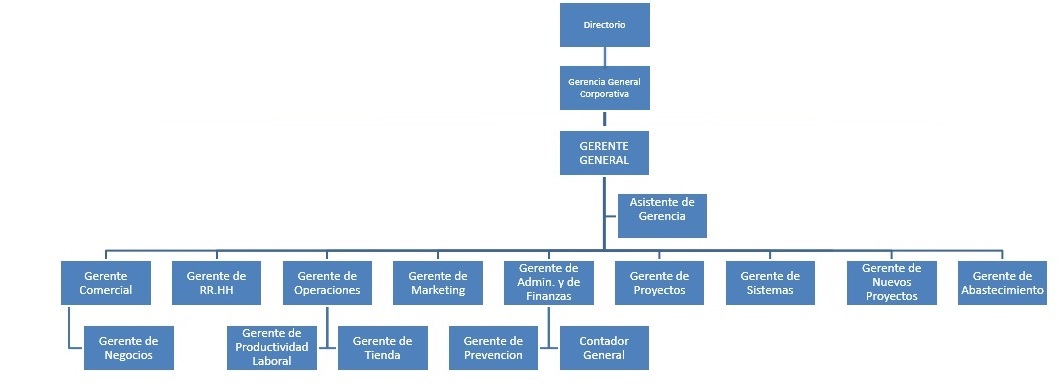 Directorio
Gerencia General
Corporativa
GERENTE
GENERAL
Asistente de
Gerencia
Gerente
Comercial
Gerente de
RR.HH
Gerente de
Operaciones
Gerente de
Marketing
Gerente de
Admin. y de
Finanzas
Gerente de
Proyectos
Gerente de
Sistemas
Gerente de
Nuevos
Proyectos
Gerente de
Abastecimiento
Gerente de
Negocios
Gerente de
Productividad
Laboral
Gerente de
Tienda
Gerente de
Prevencion
Contador
General